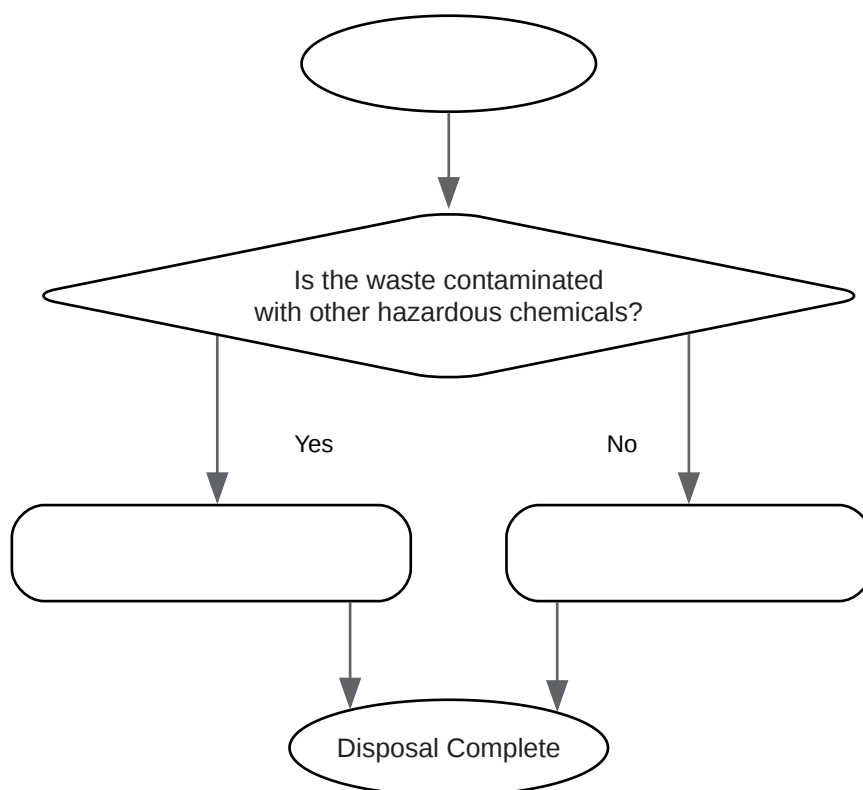 Is the waste contaminated
with other hazardous chemicals?
Yes
No
Disposal Complete